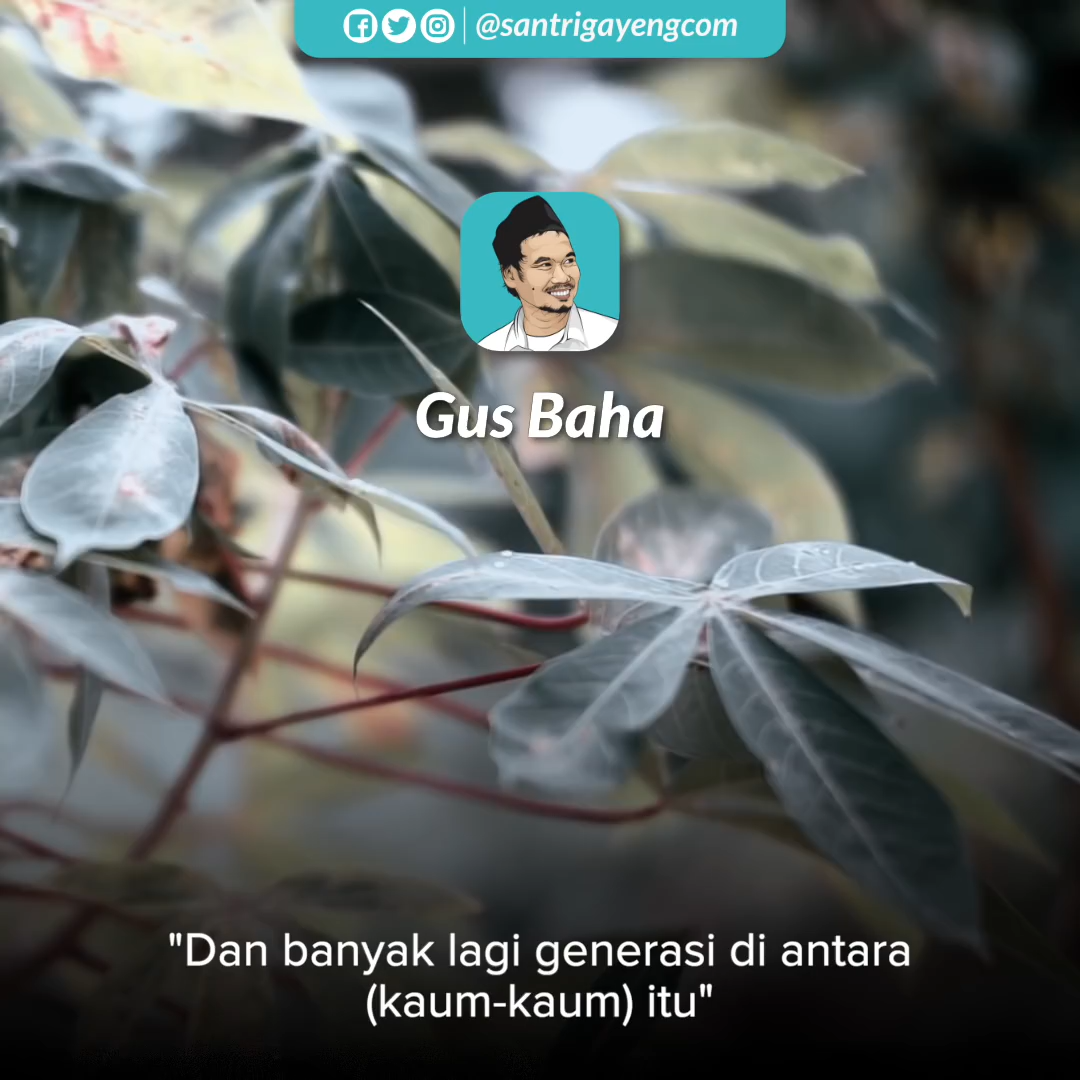 @santrigayengcom
Gus Baha
"Dan banyak lagi generasi di antara
(kaum-kaum) itu"